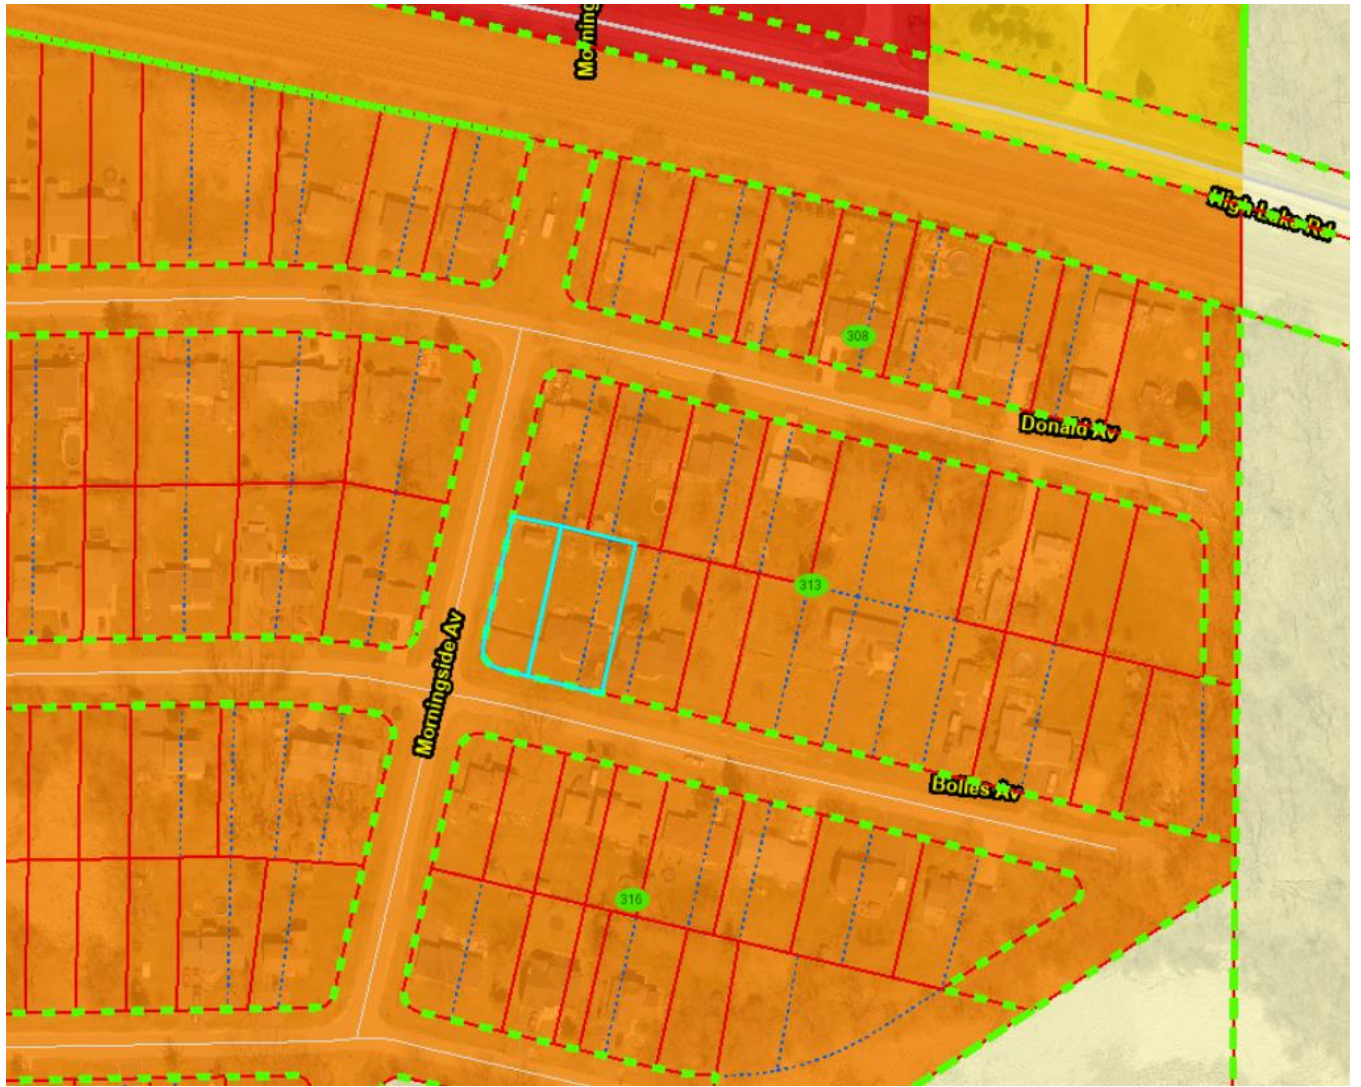 Morning
High Lake Rd
308
Donald Av
313
Morningside Av
Bolles Av
316